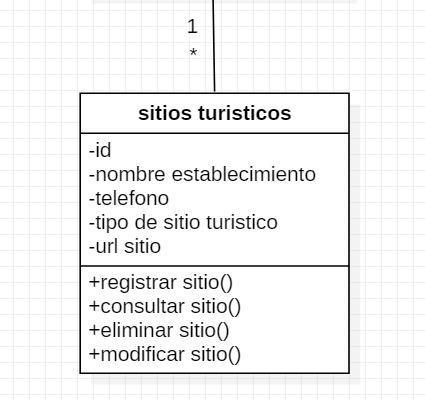 1
*
sitios turisticos
-id
-nombre establecimiento
-telefono
-tipo de sitio turistico
-url sitio
+registrar sitio()
+consultar sitio()
+eliminar sitio()
+modificar sitio()